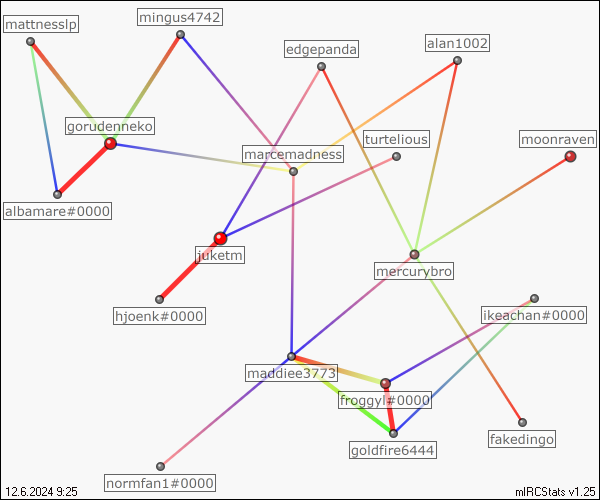 mattnesslp
mingus4742
edgepanda
alan1002
gorudenneko
marcemadness
turtelious
moonraven
albamare#0000
juketm
mercurybro
hjoenk#0000
ikeachan#0000
maddiee3773
froggyl#0000
goldfire6444
fakedingo
normfan1#0000
12.6.2024 9:25
mIRCStats v1.25